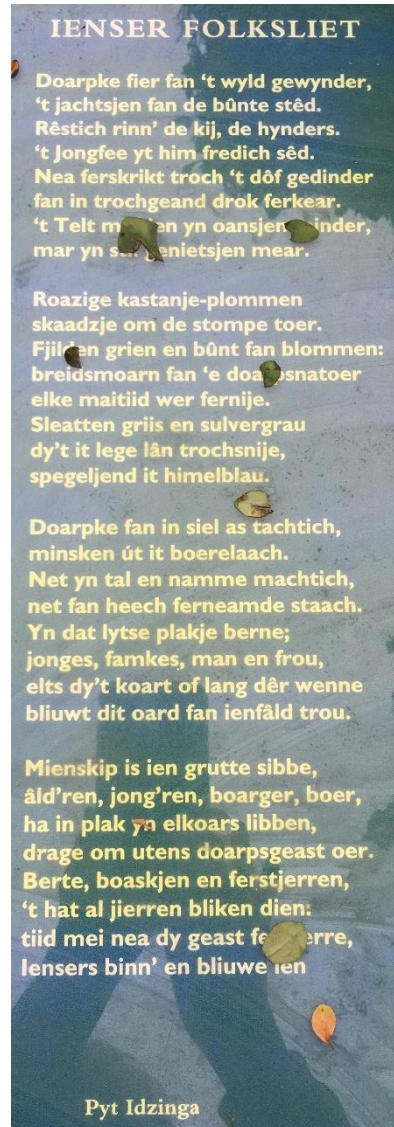 IENSER FOLKSLIET
Doarpke fier fan ‘t wyld gewynder,
‘t jachtsjen fan de bûnte stêd.
Rêstich rinn’ de kij, de hynders.
‘t Jongfee yt him fredich sêd.
Nea ferskrikt troch ‘t dôf gedinder
fan in trochgeand drok ferkear.
‘t Telt yn
mar yn mear.
Roazige kastanje-plommen
skaadzje om de stompe toer.
grien en bûnt fan blommen:
breidsmoarn fan ‘e
elke maitiid wer fernije.
Sleatten griis en sulvergrau
dy’t it lege lân trochsnije,
spegeljend it himelblau.
Doarpke fan in siel as tachtich,
minsken út it boerelaach.
Net yn tal en namme machtich,
net fan heech ferneamde staach.
Yn dat lytse plakje berne;
jonges, famkes, man en frou,
elts dy’t koart of lang dêr wenne
bliuwt dit oard fan ienfâld trou.
Mienskip is ien grutte sibbe,
âld’ren, jong’ren, boarger, boer,
ha in plak yn elkoars libben,
drage om utens doarpsgeast oer.
Berte, boaskjen en ferstjerren,
‘t hat al jierren bliken dien:
tiid mei nea dy geast
Iensers binn’ en bliuwe ien
Pyt Idzinga